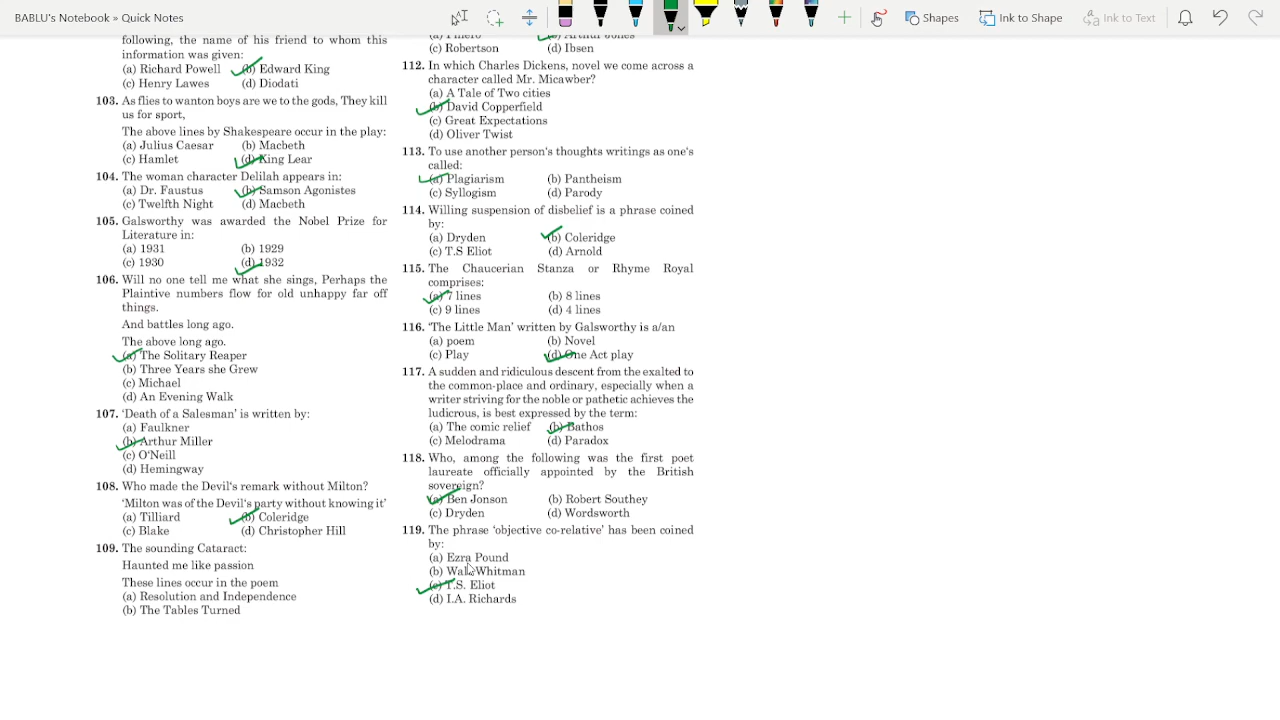 BABLU's Notebook » Quick Notes
Shapes
Ink to Shape
Ink to Text
following, the name of his friend to whom this
information was given:
(a) Richard Powell (b) Edward King
(c) Henry Lawes (d) Diodati
103. As flies to wanton boys are we to the gods, They kill
us for sport,
The above lines by Shakespeare occur in the play:
(a) Julius Caesar (b) Macbeth
(c) Hamlet (d) King Lear
104. The woman character Delilah appears in:
(a) Dr. Faustus (b) Samson Agonistes
(c) Twelfth Night (d) Macbeth
105. Galsworthy was awarded the Nobel Prize for
Literature in:
(a) 1931 (b) 1929
(c) 1930 (d) 1932
106. Will no one tell me what she sings, Perhaps the
Plaintive numbers flow for old unhappy far off
things.
And battles long ago.
The above long ago.
(a) The Solitary Reaper
(b) Three Years she Grew
(c) Michael
(d) An Evening Walk
107. 'Death of a Salesman' is written by:
(a) Faulkner
(b) Arthur Miller
(c) O'Neill
(d) Hemingway
108. Who made the Devil's remark without Milton?
'Milton was of the Devil's party without knowing it'
(a) Tilliard (b) Coleridge
(c) Blake (d) Christopher Hill
109. The sounding Cataract:
Haunted me like passion
These lines occur in the poem
(a) Resolution and Independence
(b) The Tables Turned
(a) Pinero (b) Arthur Jones
(c) Robertson (d) Ibsen
112. In which Charles Dickens, novel we come across a
character called Mr. Micawber?
(a) A Tale of Two cities
(b) David Copperfield
(c) Great Expectations
(d) Oliver Twist
113. To use another person's thoughts writings as one's
called:
(a) Plagiarism (b) Pantheism
(c) Syllogism (d) Parody
114. Willing suspension of disbelief is a phrase coined
by:
(a) Dryden (b) Coleridge
(c) T.S Eliot (d) Arnold
115. The Chaucerian Stanza or Rhyme Royal
comprises:
(a) 7 lines (b) 8 lines
(c) 9 lines (d) 4 lines
116. 'The Little Man' written by Galsworthy is a/an
(a) poem (b) Novel
(c) Play (d) One Act play
117. A sudden and ridiculous descent from the exalted to
the common-place and ordinary, especially when a
writer striving for the noble or pathetic achieves the
ludicrous, is best expressed by the term:
(a) The comic relief (b) Bathos
(c) Melodrama (d) Paradox
118. Who, among the following was the first poet
laureate officially appointed by the British
sovereign?
(a) Ben Jonson (b) Robert Southey
(c) Dryden (d) Wordsworth
119. The phrase 'objective co-relative' has been coined
by:
(a) Ezra Pound
(b) Walt Whitman
(c) T.S. Eliot
(d) I.A. Richards